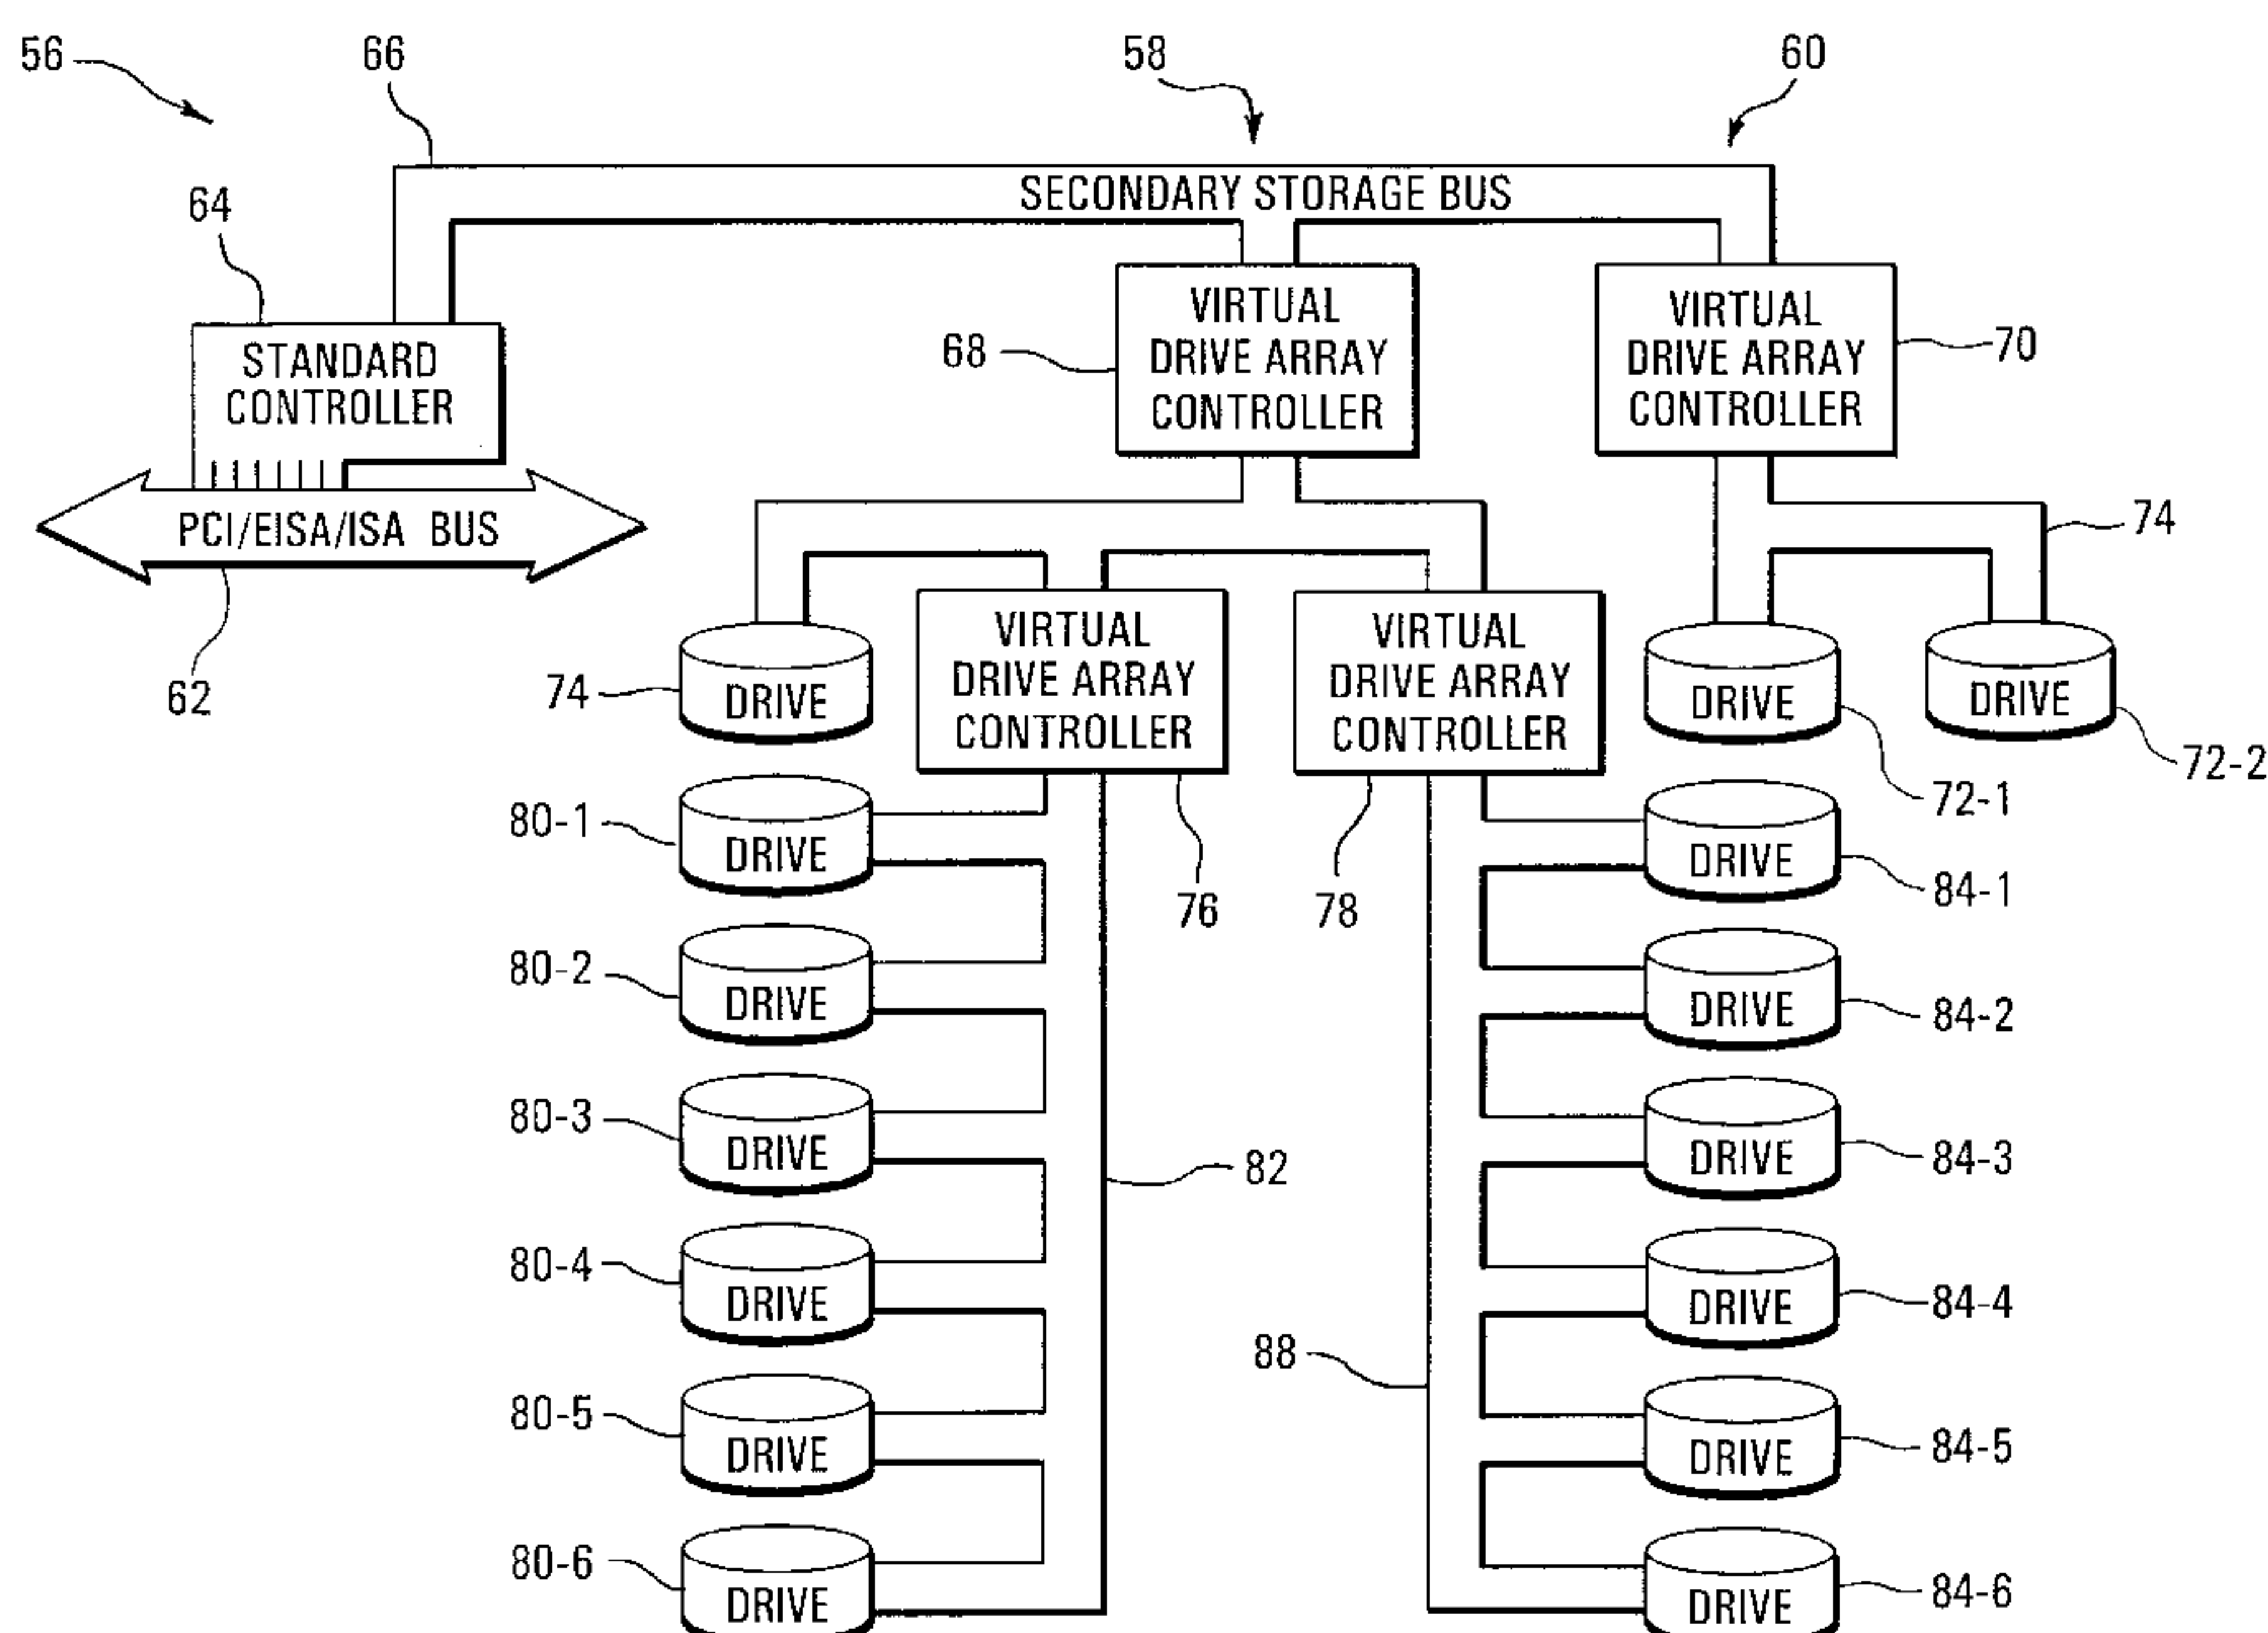 56
66
58
60
SECONDARY STORAGE BUS
64
STANDARD
CONTROLLER
68
VIRTUAL
DRIVE ARRAY
CONTROLLER
VIRTUAL
DRIVE ARRAY
CONTROLLER
70
PCI/EISA/ISA BUS
62
74
74
DRIVE
VIRTUAL
DRIVE ARRAY
CONTROLLER
VIRTUAL
DRIVE ARRAY
CONTROLLER
DRIVE
DRIVE
72-2
72-1
80-1
DRIVE
76
78
DRIVE
84-1
80-2
DRIVE
DRIVE
84-2
80-3
DRIVE
82
DRIVE
84-3
80-4
DRIVE
DRIVE
84-4
88
80-5
DRIVE
DRIVE
84-5
80-6
DRIVE
DRIVE
84-6